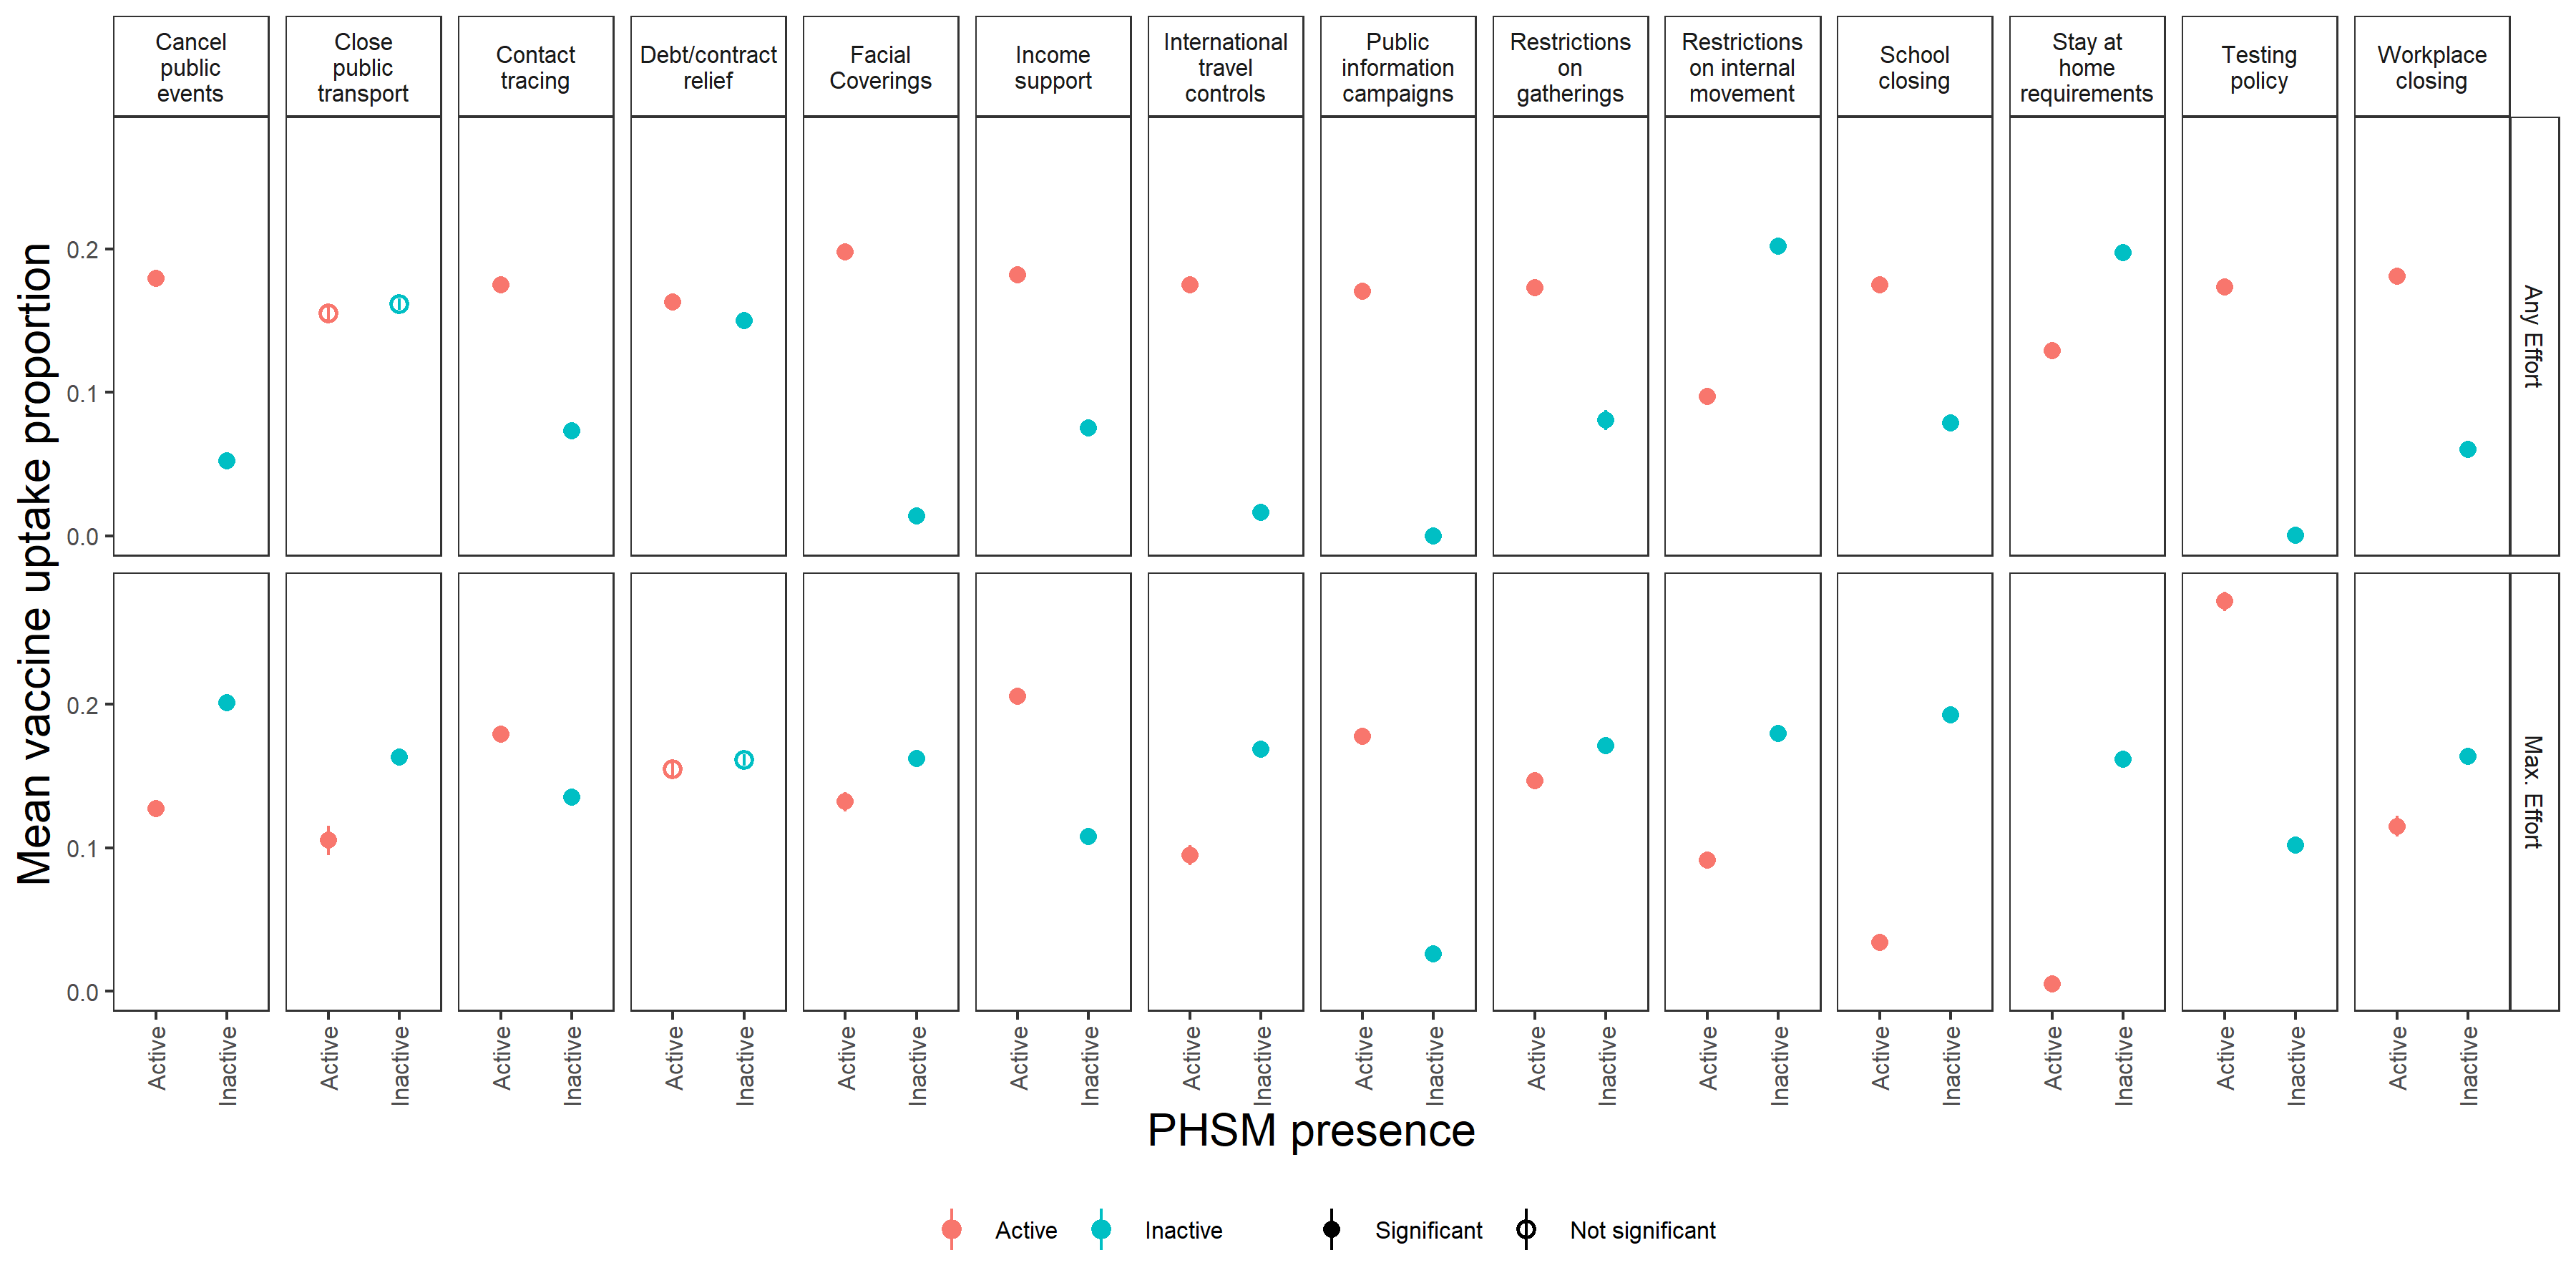 Cancel
public
events
Close
public
transport
Contact
tracing
Debt/contract
relief
Facial
Coverings
Income
support
International
travel
controls
Public
information
campaigns
Restrictions
on
gatherings
Restrictions
on internal
movement
School
closing
Stay at
home
requirements
Testing
policy
Workplace
closing
Mean vaccine uptake proportion
0.2
0.1
0.0
Any Effort
0.2
0.1
0.0
Max. Effort
Active
Inactive
Active
Inactive
Active
Inactive
Active
Inactive
Active
Inactive
Active
Inactive
Active
Inactive
Active
Inactive
Active
Inactive
Active
Inactive
Active
Inactive
Active
Inactive
Active
Inactive
Active
Inactive
PHSM presence
Active Inactive Significant Not significant